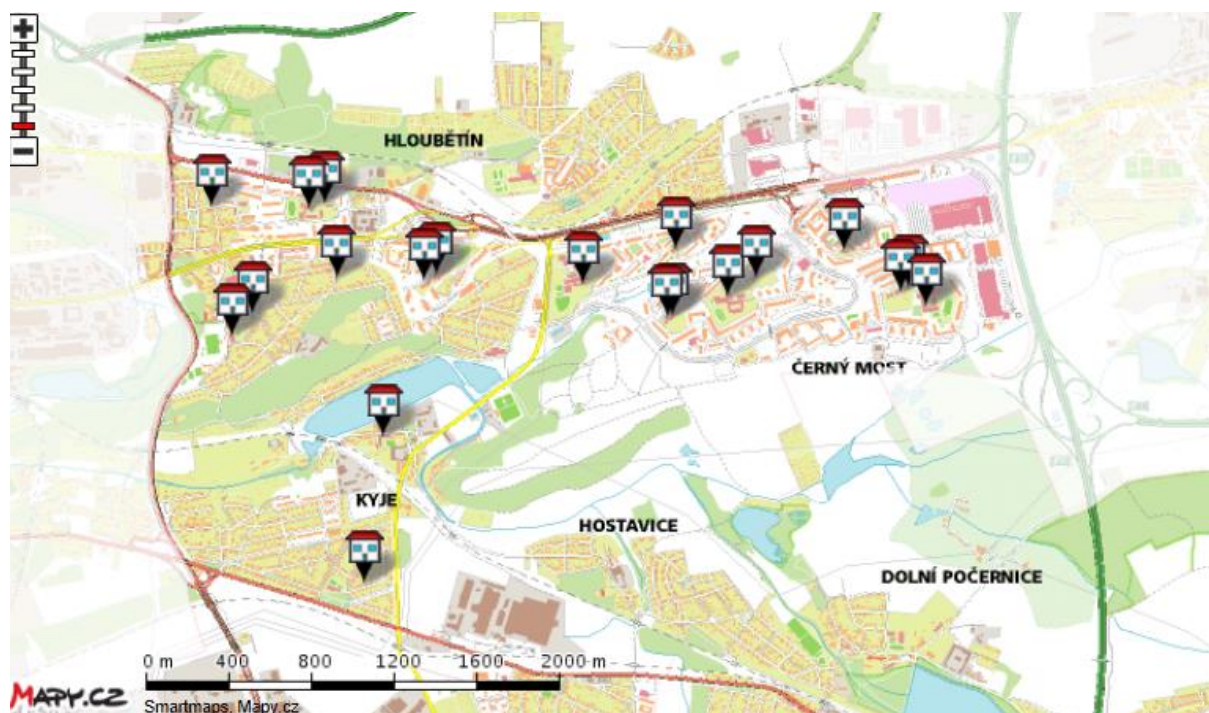 HLOUBĚTÍN
ČERNÝ MOST
KYJE
HOSTAVICE
DOLNÍ POČERNICE
0 m 400 800 1200 1600 2000 m
MAPY.CZ
Smartmaps, Mapy.cz